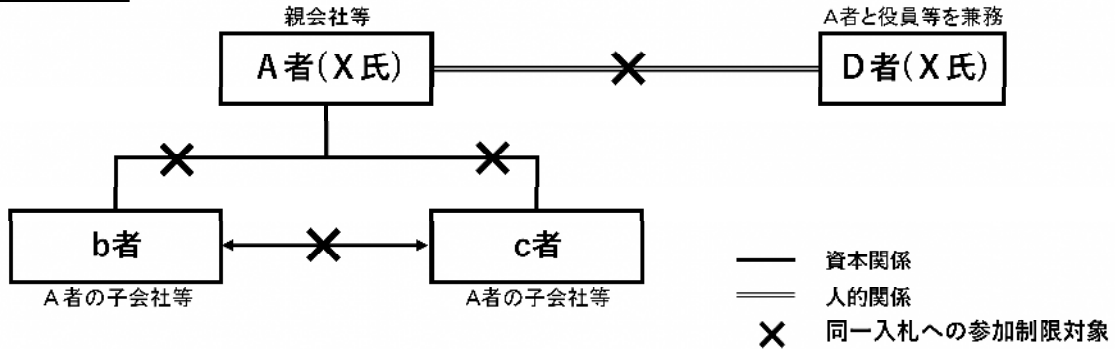 親会社等
A者と役員等を兼務
A者(X氏)
D者(X氏)
b者
c者
A者の子会社等
A者の子会社等
資本関係
人的関係
同一入札への参加制限対象